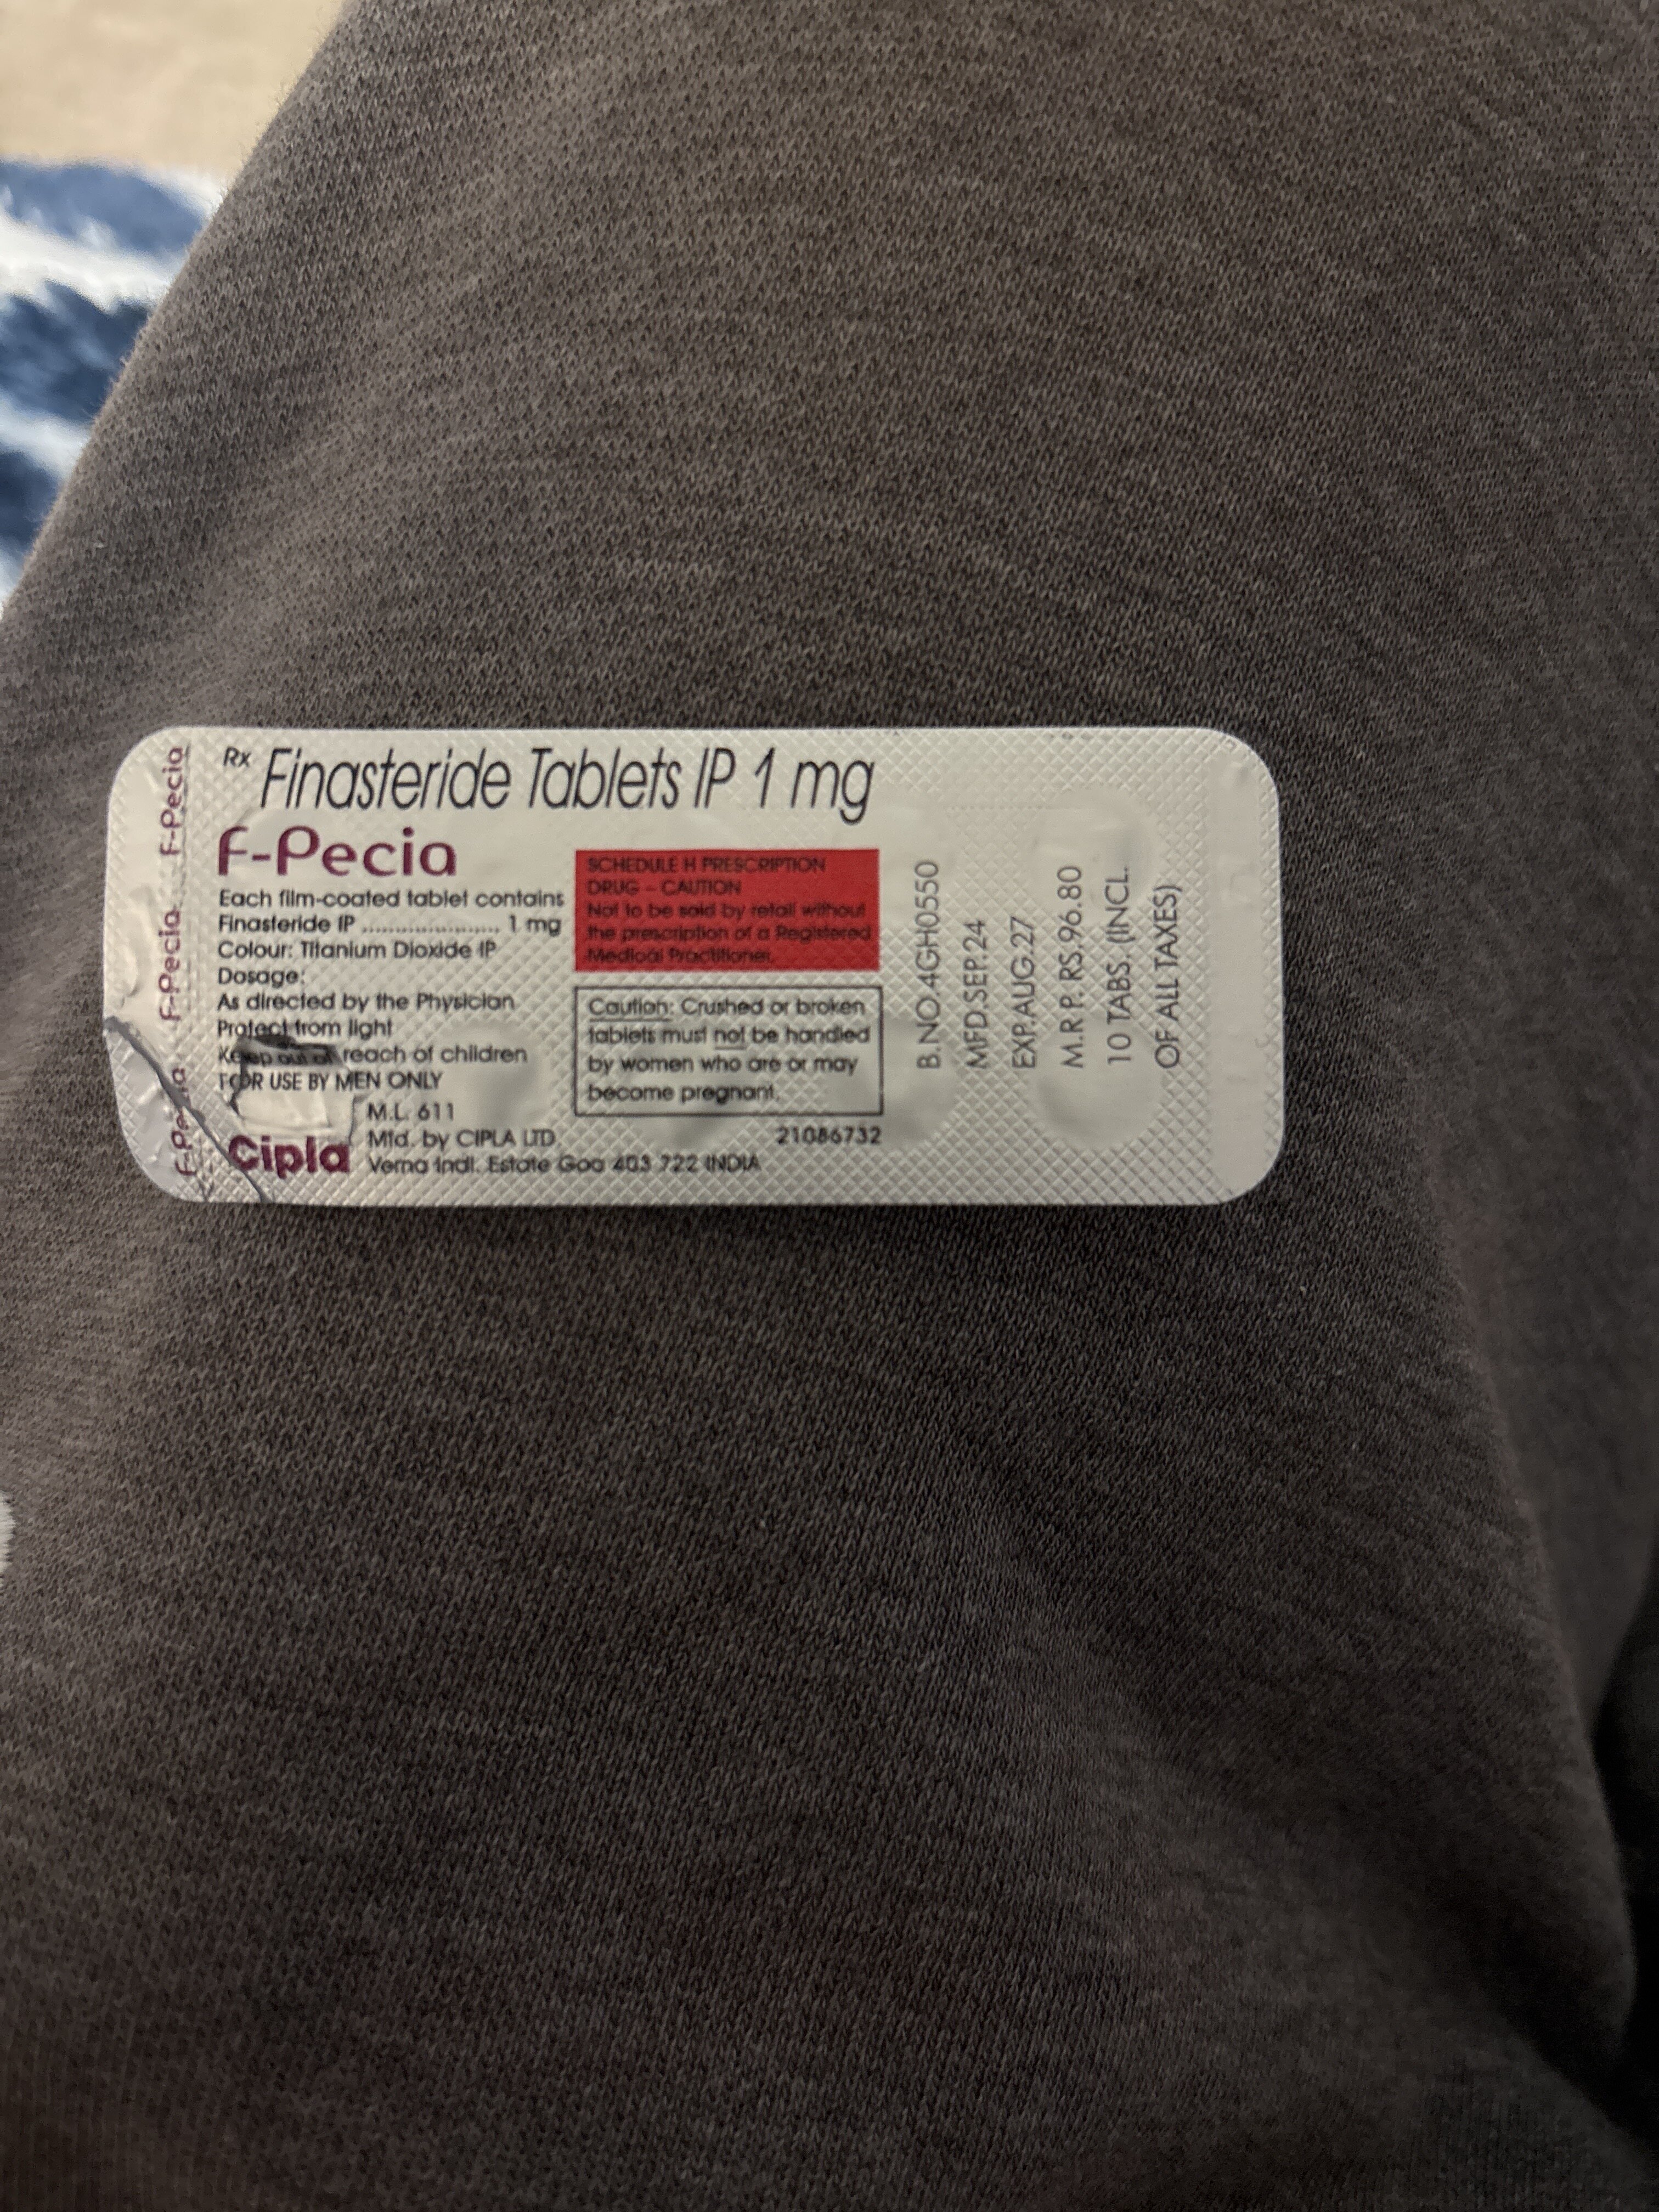 Rx Finasteride Tablets IP 1 mg
F-Pecia
Each film-coated tablet contains
Finasteride IP ...................... 1 mg
Colour: Titanium Dioxide IP
Dosage:
As directed by the Physician
Protect from light
Keep out of reach of children
FOR USE BY MEN ONLY
M.L. 611
Mfd. by CIPLA LTD.
Verna Indl. Estate Goa 403 722 INDIA
Cipla
SCHEDULE H PRESCRIPTION
DRUG – CAUTION
Not to be sold by retail without
the prescription of a Registered
Medical Practitioner.
Caution: Crushed or broken
tablets must not be handled
by women who are or may
become pregnant.
21086732
B.NO.4GH0550
MFD.SEP.24
EXP.AUG.27
M.R.P. RS.96.80
10 TABS. (INCL.
OF ALL TAXES)
F-Pecia F-Pecia F-Pecia